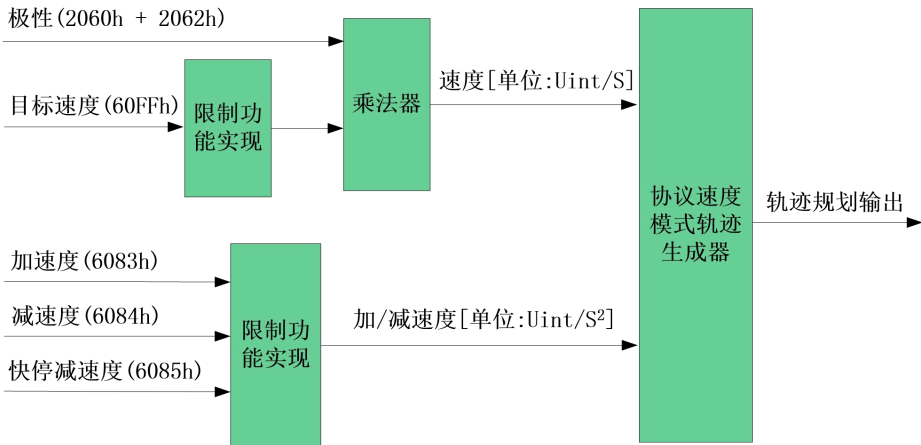 极性(2060h + 2062h)
目标速度(60FFh)
限制功
能实现
乘法器
速度[单位:Uint/S]
加速度(6083h)
减速度(6084h)
快停减速度(6085h)
限制功
能实现
加/减速度[单位:Uint/S²]
协议速度
模式轨迹
生成器
轨迹规划输出